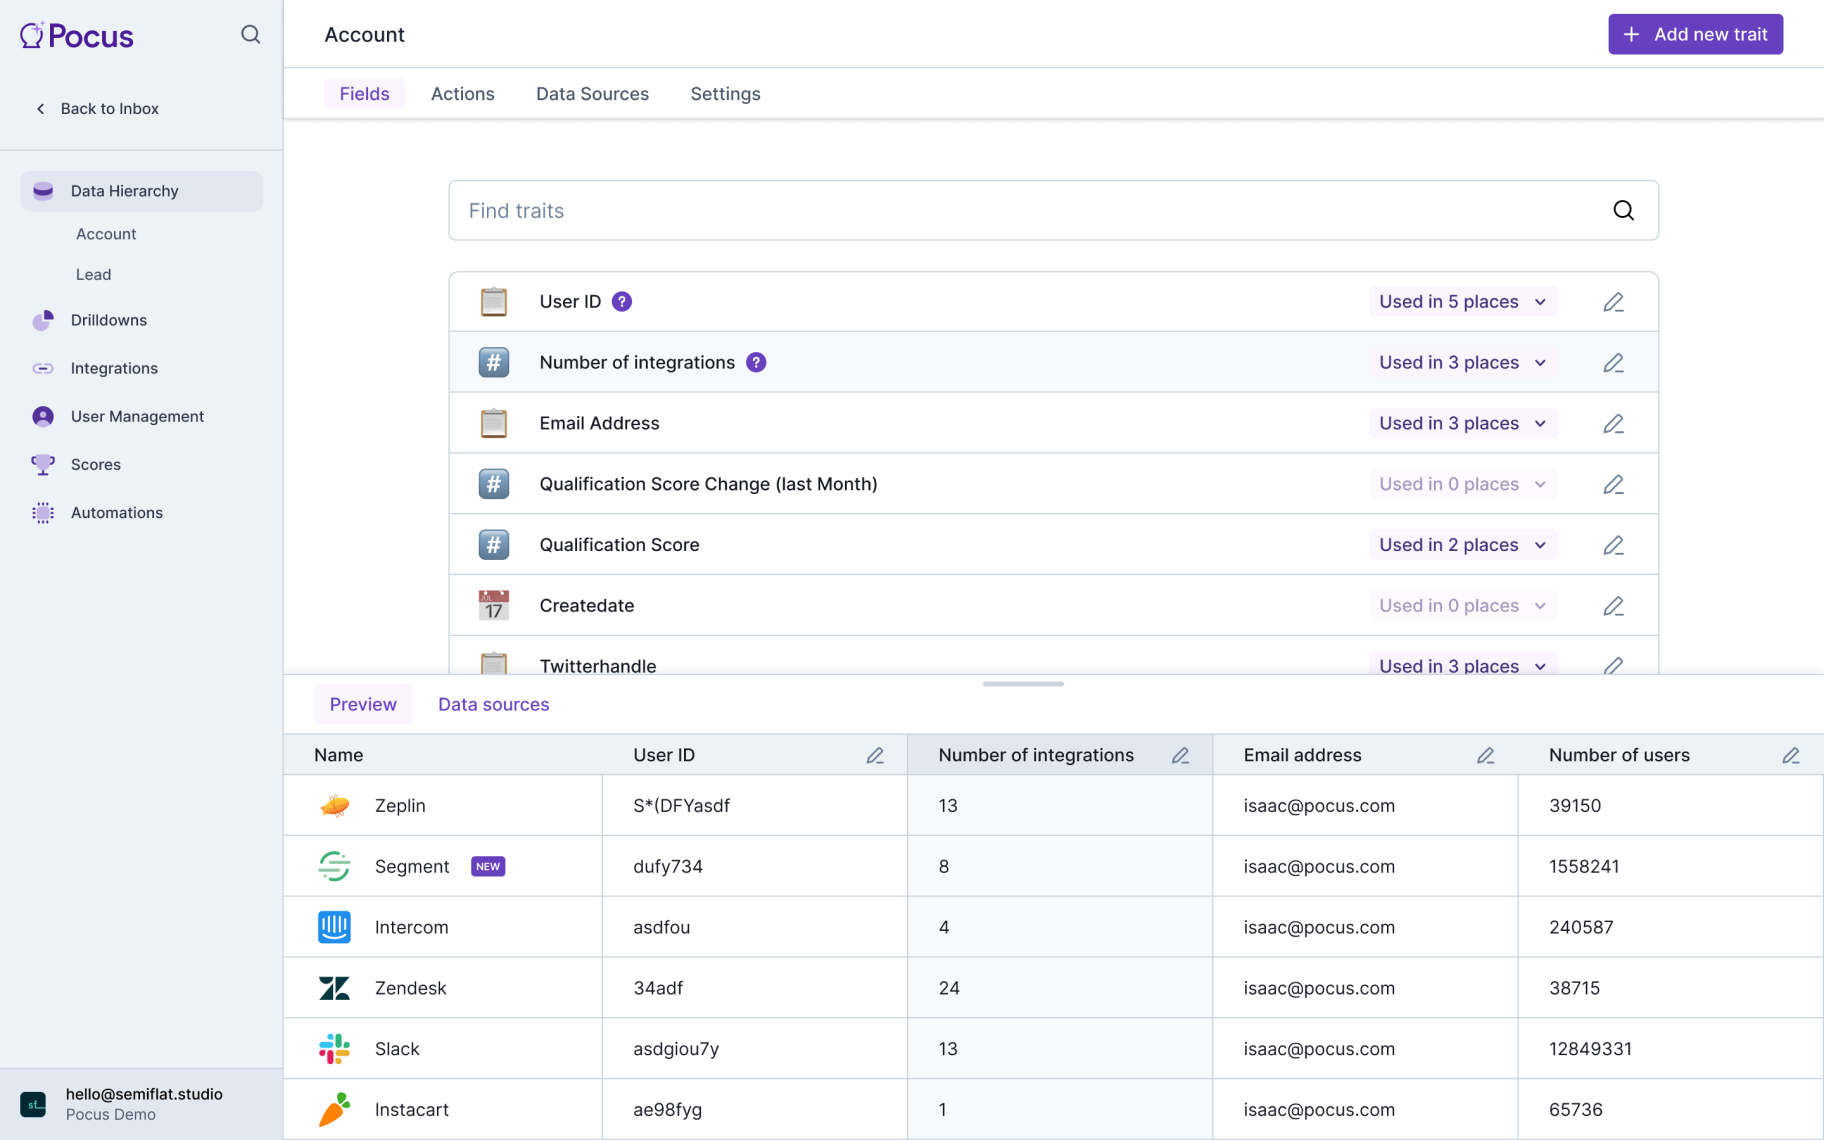 Pocus
Back to Inbox
Data Hierarchy
Account
Lead
Drilldowns
Integrations
User Management
Scores
Automations
sf_
hello@semiflat.studio
Pocus Demo
Account
+ Add new trait
Fields Actions Data Sources Settings
Find traits
User ID ? Used in 5 places
# Number of integrations ? Used in 3 places
Email Address Used in 3 places
# Qualification Score Change (last Month) Used in 0 places
# Qualification Score Used in 2 places
JUL 17 Createdate Used in 0 places
Twitterhandle Used in 3 places
Preview Data sources
Name User ID Number of integrations Email address Number of users
Zeplin S*(DFYasdf 13 isaac@pocus.com 39150
Segment NEW dufy734 8 isaac@pocus.com 1558241
Intercom asdfou 4 isaac@pocus.com 240587
Zendesk 34adf 24 isaac@pocus.com 38715
Slack asdgiou7y 13 isaac@pocus.com 12849331
Instacart ae98fyg 1 isaac@pocus.com 65736